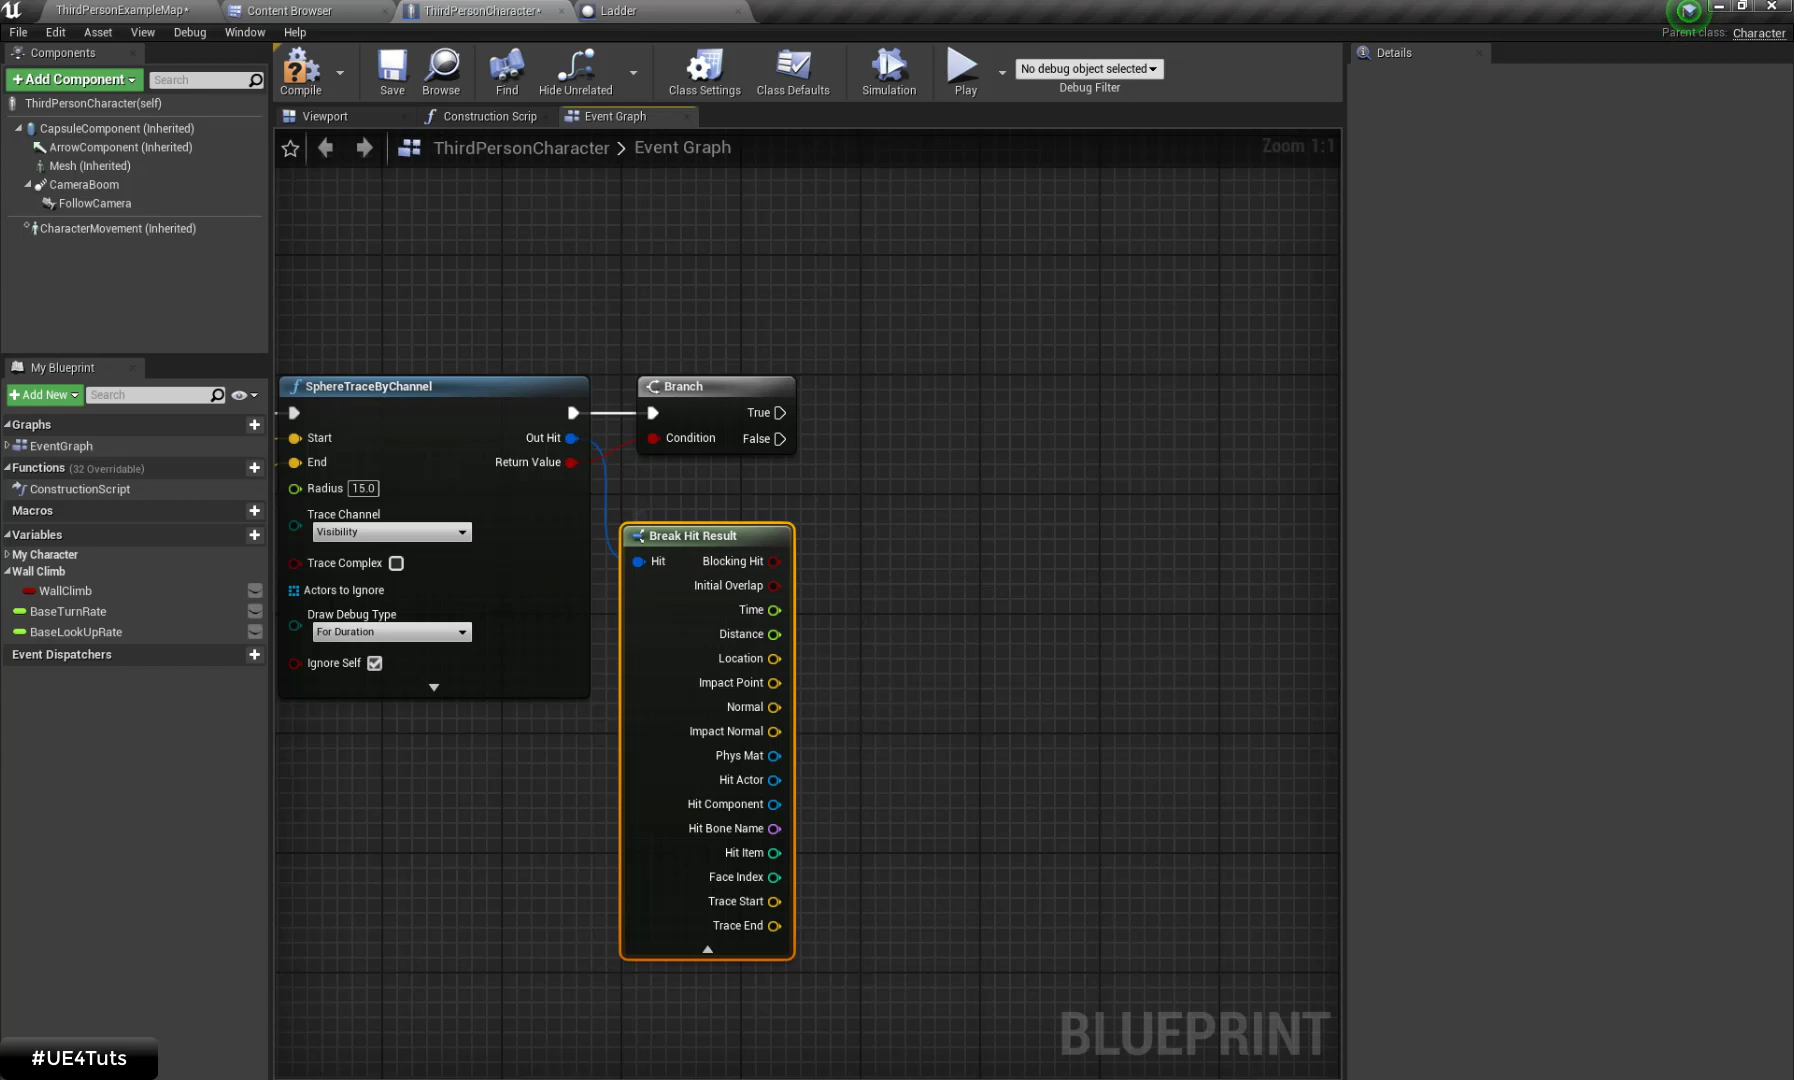 ThirdPersonExampleMap*
Content Browser
ThirdPersonCharacter*
Ladder
File Edit Asset View Debug Window Help
Parent class: Character
Components
+Add Component
Search
ThirdPersonCharacter(self)
CapsuleComponent (Inherited)
ArrowComponent (Inherited)
Mesh (Inherited)
CameraBoom
FollowCamera
CharacterMovement (Inherited)
Compile
Save
Browse
Find
Hide Unrelated
Class Settings
Class Defaults
Simulation
Play
No debug object selected
Debug Filter
Details
Viewport
Construction Scrip
Event Graph
ThirdPersonCharacter > Event Graph
Zoom 1:1
My Blueprint
+Add New
Search
Graphs
EventGraph
Functions (32 Overridable)
ConstructionScript
Macros
Variables
My Character
Wall Climb
WallClimb
BaseTurnRate
BaseLookUpRate
Event Dispatchers
SphereTraceByChannel
Start
Out Hit
End
Return Value
Radius 15.0
Trace Channel
Visibility
Trace Complex
Actors to Ignore
Draw Debug Type
For Duration
Ignore Self
Branch
True
Condition
False
Break Hit Result
Hit
Blocking Hit
Initial Overlap
Time
Distance
Location
Impact Point
Normal
Impact Normal
Phys Mat
Hit Actor
Hit Component
Hit Bone Name
Hit Item
Face Index
Trace Start
Trace End
BLUEPRINT
#UE4Tuts